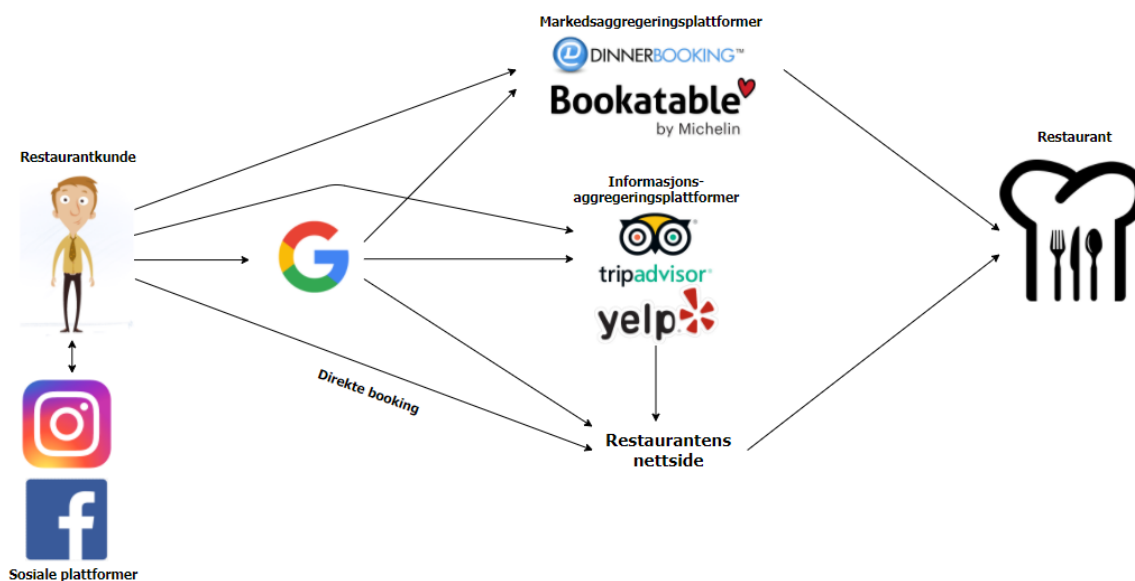 Markedsaggregeringsplattformer
DINNERBOOKING™
Bookatable
by Michelin
Restaurant
Restaurantkunde
Informasjons-
aggregeringsplattformer
tripadvisor®
yelp
Direkte booking
Restaurantens
nettside
Sosiale plattformer